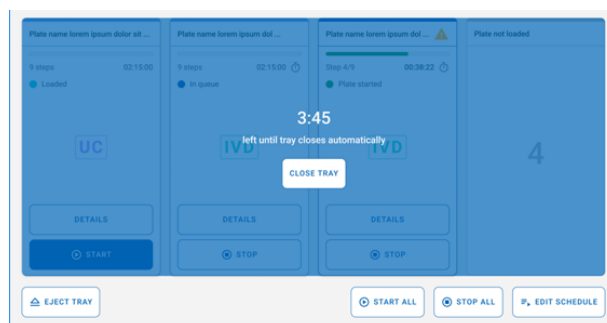 Plate name lorem ipsum dolor sit ...
Plate name lorem ipsum dol ...
Plate name lorem ipsum dol ...
Plate not loaded
9 steps
02:15:00
9 steps
02:15:00
Step 4/9
00:38:22
Loaded
In queue
Plate started
3:45
left until tray closes automatically
UC
IVD
IVD
4
CLOSE TRAY
DETAILS
DETAILS
DETAILS
START
STOP
STOP
EJECT TRAY
START ALL
STOP ALL
EDIT SCHEDULE